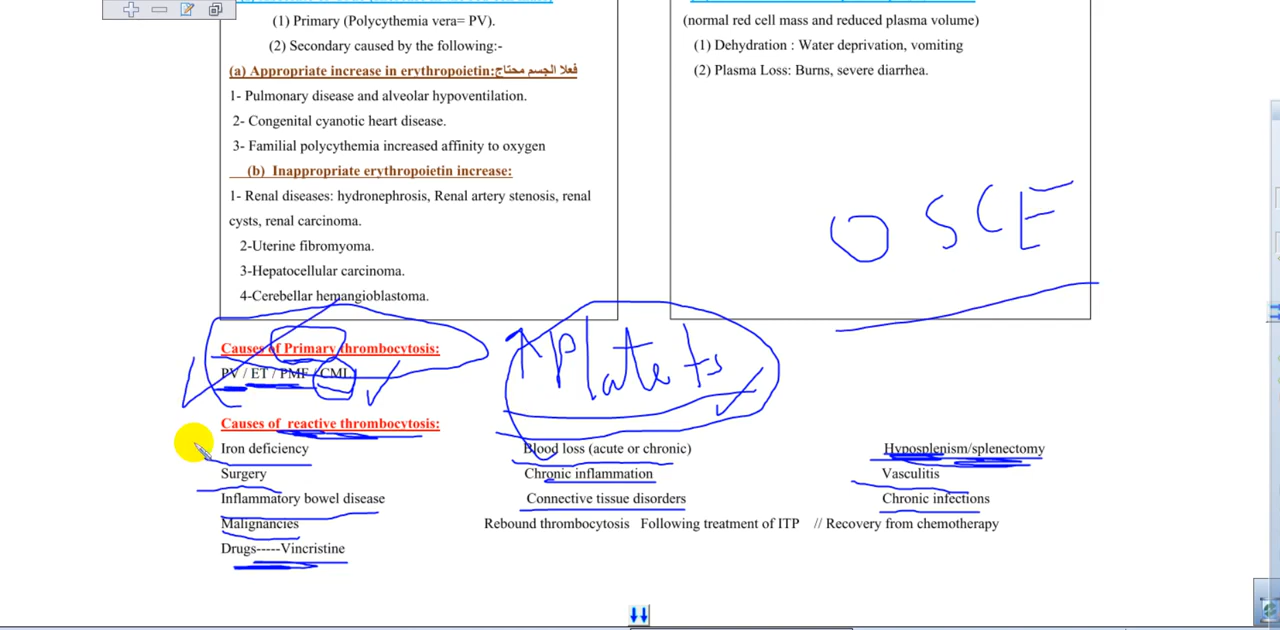 (1) Primary (Polycythemia vera= PV).
(2) Secondary caused by the following:-
(a) Appropriate increase in erythropoietin:فعلا الجسم محتاج
1- Pulmonary disease and alveolar hypoventilation.
2- Congenital cyanotic heart disease.
3- Familial polycythemia increased affinity to oxygen
(b) Inappropriate erythropoietin increase:
1- Renal diseases: hydronephrosis, Renal artery stenosis, renal
cysts, renal carcinoma.
2-Uterine fibromyoma.
3-Hepatocellular carcinoma.
4-Cerebellar hemangioblastoma.
(normal red cell mass and reduced plasma volume)
(1) Dehydration : Water deprivation, vomiting
(2) Plasma Loss: Burns, severe diarrhea.
OSCE
Causes of Primary thrombocytosis:
PV / ET / PMF / CML
↑Platets
Causes of reactive thrombocytosis:
Iron deficiency Blood loss (acute or chronic) Hyposplenism/splenectomy
Surgery Chronic inflammation Vasculitis
Inflammatory bowel disease Connective tissue disorders Chronic infections
Malignancies Rebound thrombocytosis Following treatment of ITP // Recovery from chemotherapy
Drugs-----Vincristine